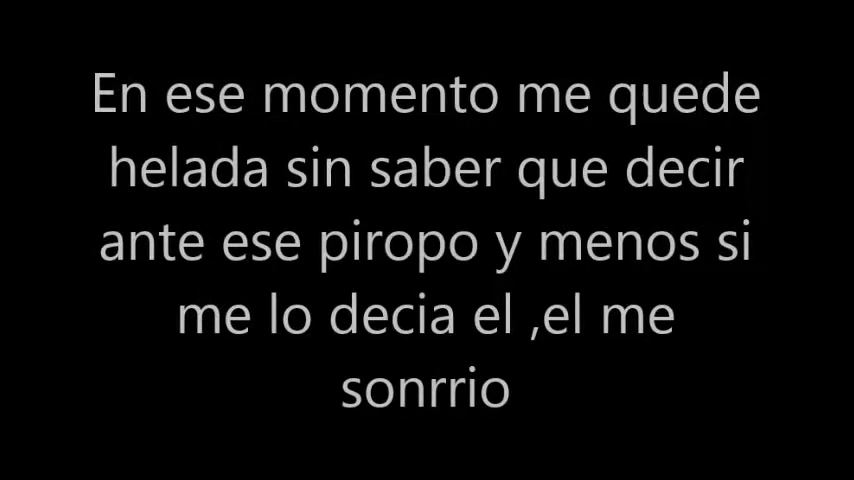 En ese momento me quede
helada sin saber que decir
ante ese piropo y menos si
me lo decia el ,el me
sonrrio